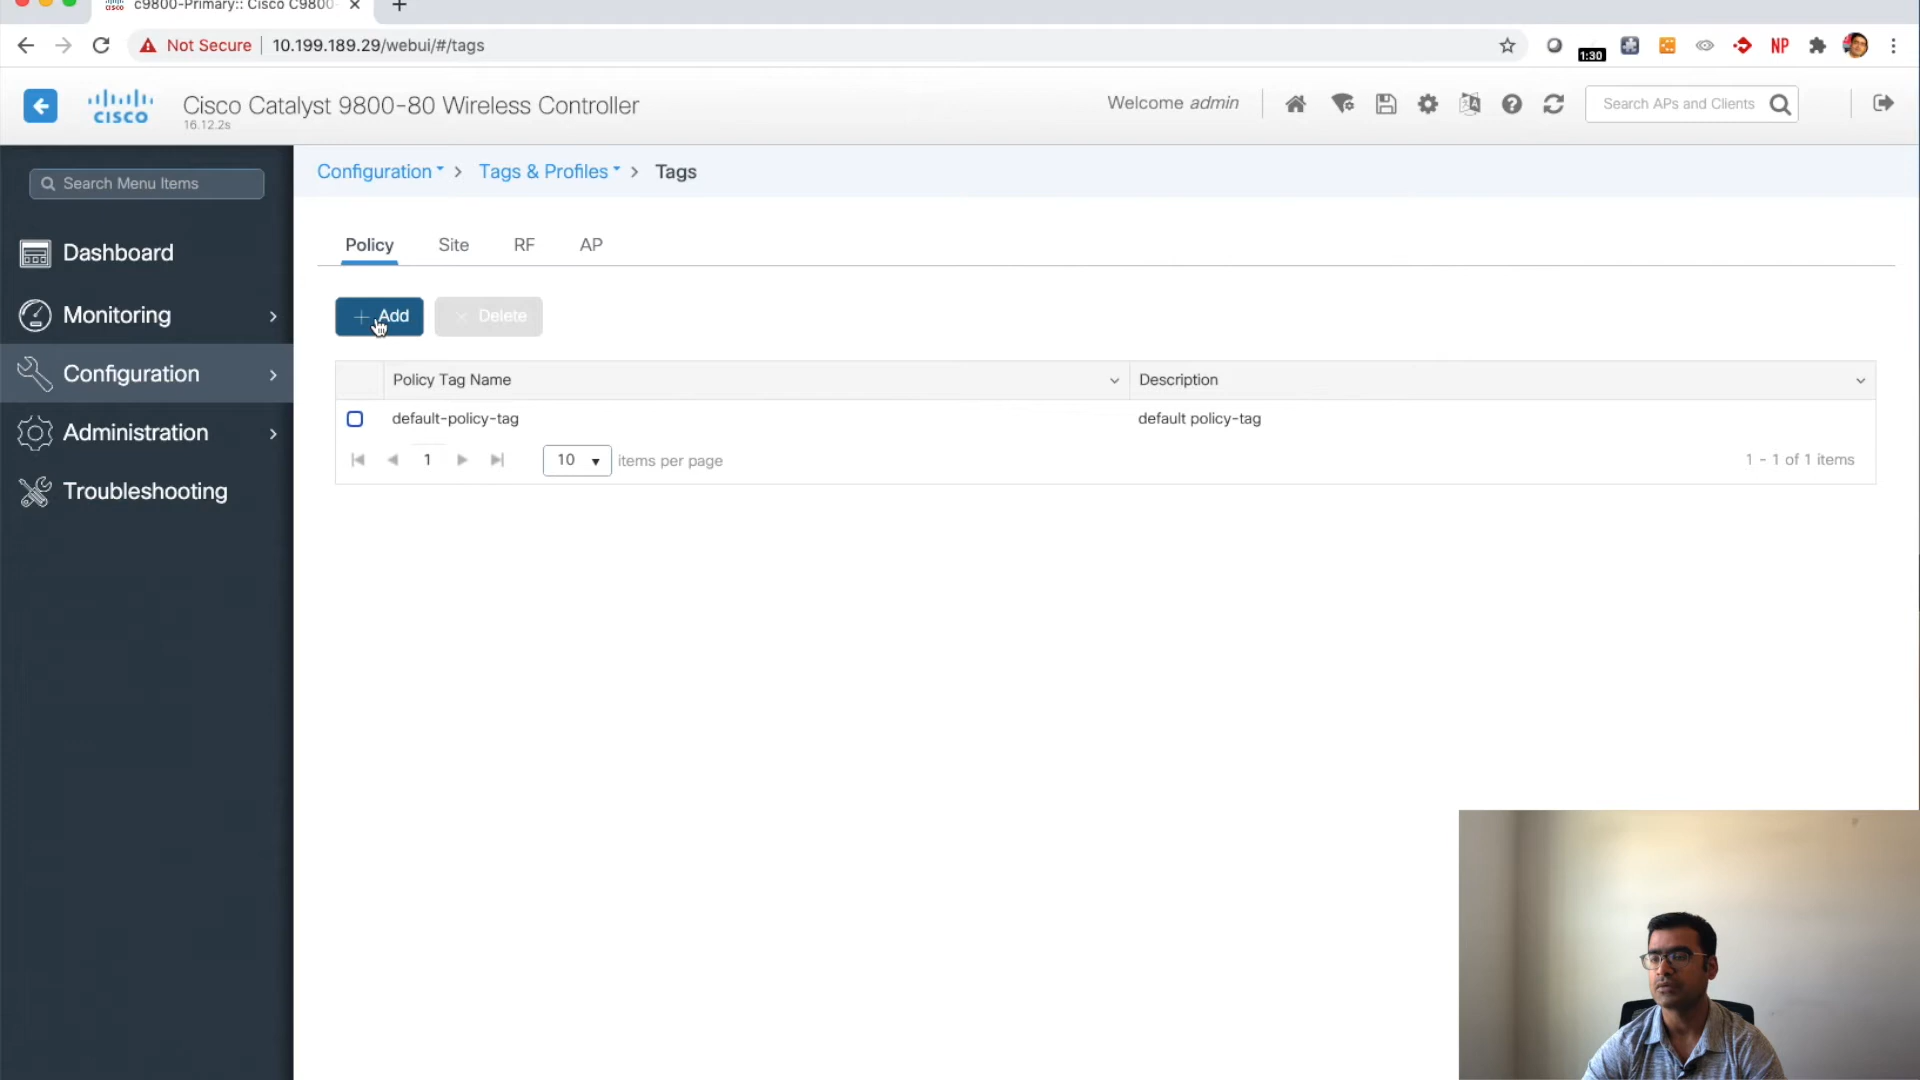 c9800-Primary:: Cisco C9800
Not Secure 10.199.189.29/webui/#/tags
1:30
NP
CISCO
Cisco Catalyst 9800-80 Wireless Controller
16.12.2s
Welcome admin
Search APs and Clients
Search Menu Items
Configuration > Tags & Profiles > Tags
Dashboard
Monitoring
Configuration
Administration
Troubleshooting
Policy Site RF AP
+ Add × Delete
Policy Tag Name Description
default-policy-tag default policy-tag
1 10 items per page 1 - 1 of 1 items